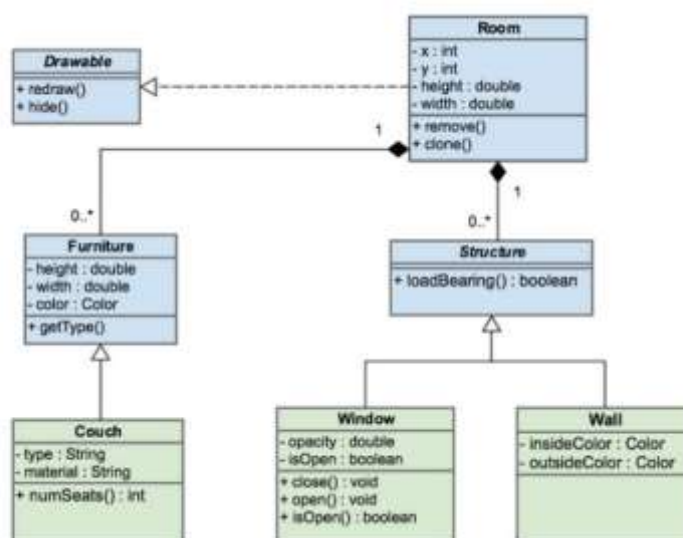 Room
- x : int
- y : int
- height : double
- width : double
+ remove()
+ clone()
Drawable
+ redraw()
+ hide()
1
1
0..*
0..*
Furniture
- height : double
- width : double
- color : Color
+ getType()
Structure
+ loadBearing() : boolean
Couch
- type : String
- material : String
+ numSeats() : int
Window
- opacity : double
- isOpen : boolean
+ close() : void
+ open() : void
+ isOpen() : boolean
Wall
- insideColor : Color
- outsideColor : Color